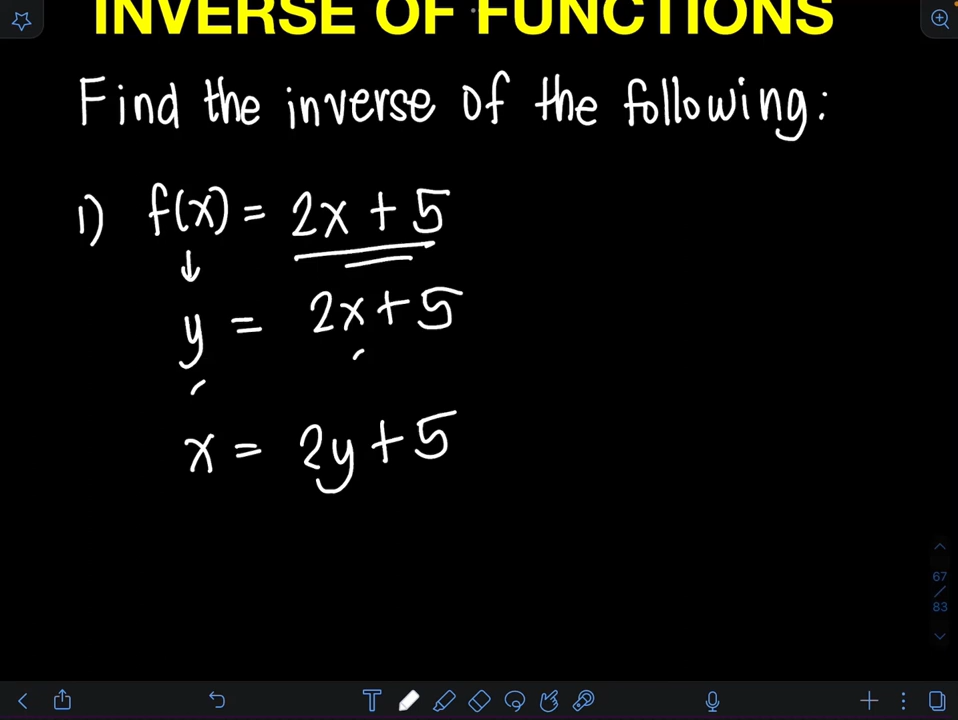 INVERSE OF FUNCTIONS
Find the inverse of the following:
1) f(x) = 2x + 5
↓
y = 2x + 5
x = 2y + 5
67
/
83
T